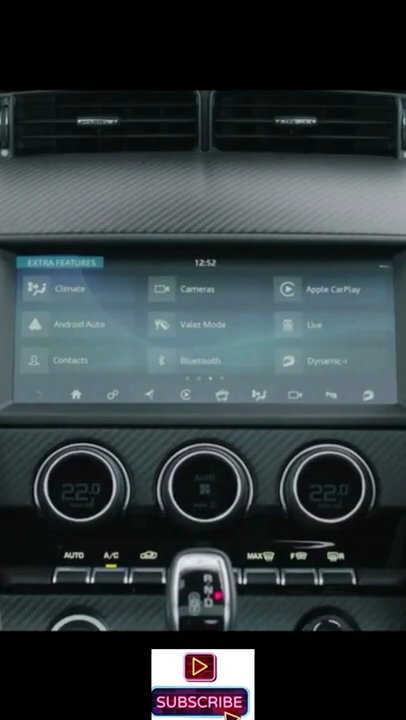 EXTRA FEATURES 12:52
Climate Cameras Apple CarPlay
Android Auto Valet Mode Live
Contacts Bluetooth Dynamic-i
22.0 AUTO 22.0
AUTO A/C MAX F R
R
N
D
SUBSCRIBE